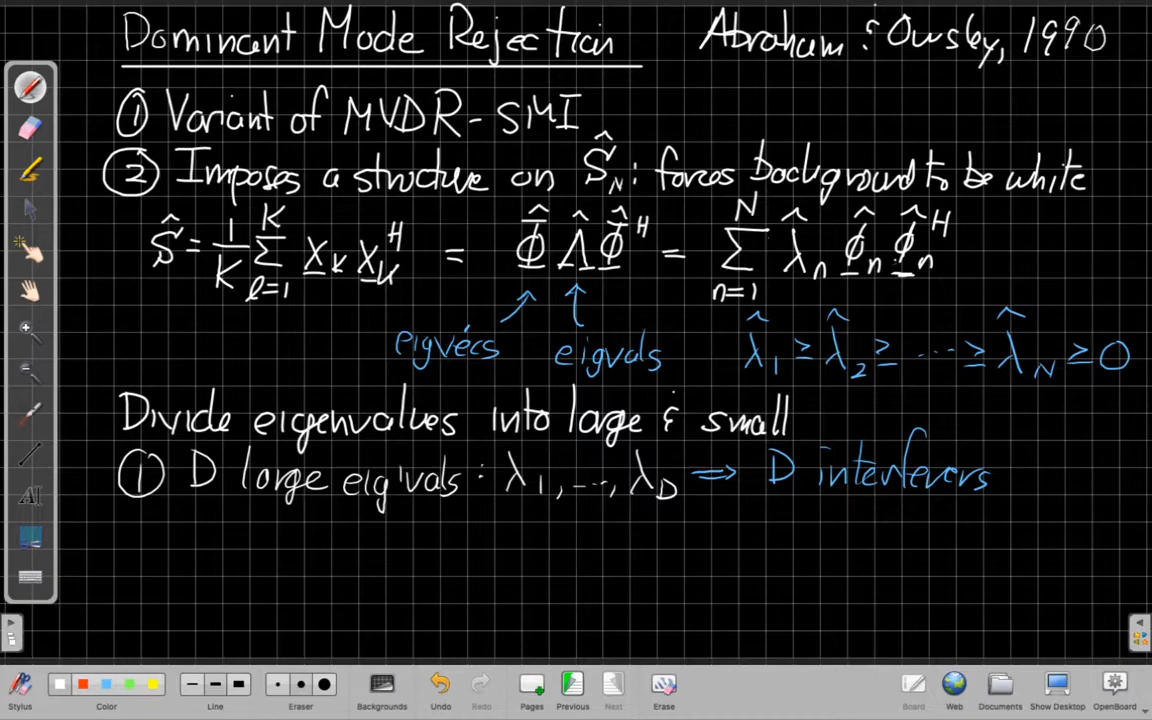 Dominant Mode Rejection Abraham & Owsley, 1990
① Variant of MVDR-SMI
② Imposes a structure on Ŝ_N: forces background to be white
Ŝ = 1/K Σ_{l=1}^{K} x_k x_k^H = Φ̂ Λ̂ Φ̂^H = Σ_{n=1}^{N} λ̂_n φ̂_n φ̂_n^H
eigvecs eigvals λ̂_1 ≥ λ̂_2 ≥ ... ≥ λ̂_N ≥ 0
Divide eigenvalues into large & small
① D large eig'vals: λ_1, ..., λ_D ⇒ D interferers
AI
Stylus Color Line Eraser Backgrounds Undo Redo Pages Previous Next Erase Board Web Documents Show Desktop OpenBoard